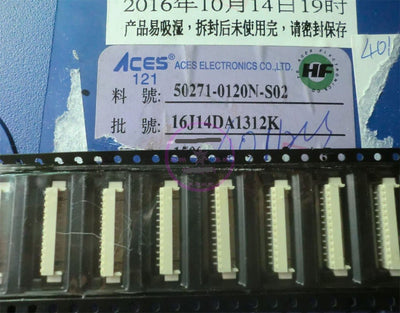 2016年10月14日19时
产品易吸湿，拆封后未使用完，请密封保存
ACES ACES ELECTRONICS CO.,LTD.
121
HF
401
料 號: 50271-0120N-S02
批 號: 16J14DA1312K